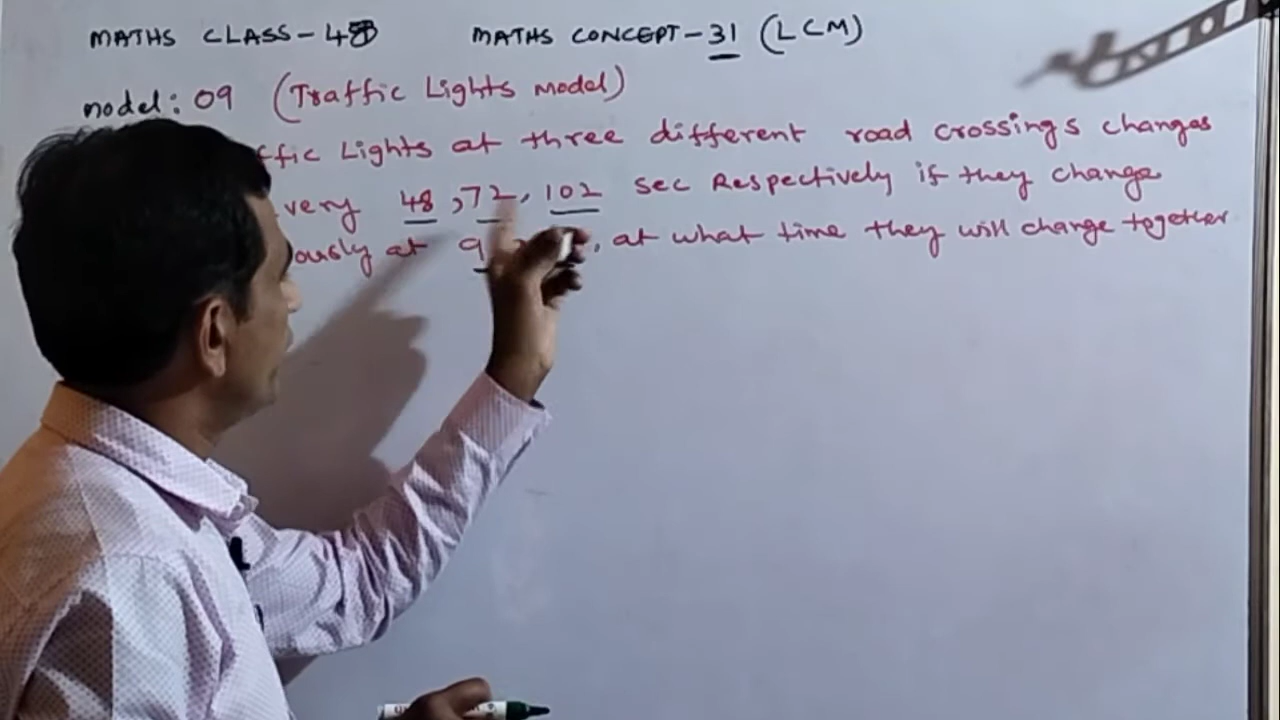 MATHS CLASS-48 MATHS CONCEPT-31 (LCM)
model: 09 (Traffic Lights model)
ffic Lights at three different road crossings changes
very 48, 72, 102 sec Respectively if they change
ously at 9 , at what time they will change together